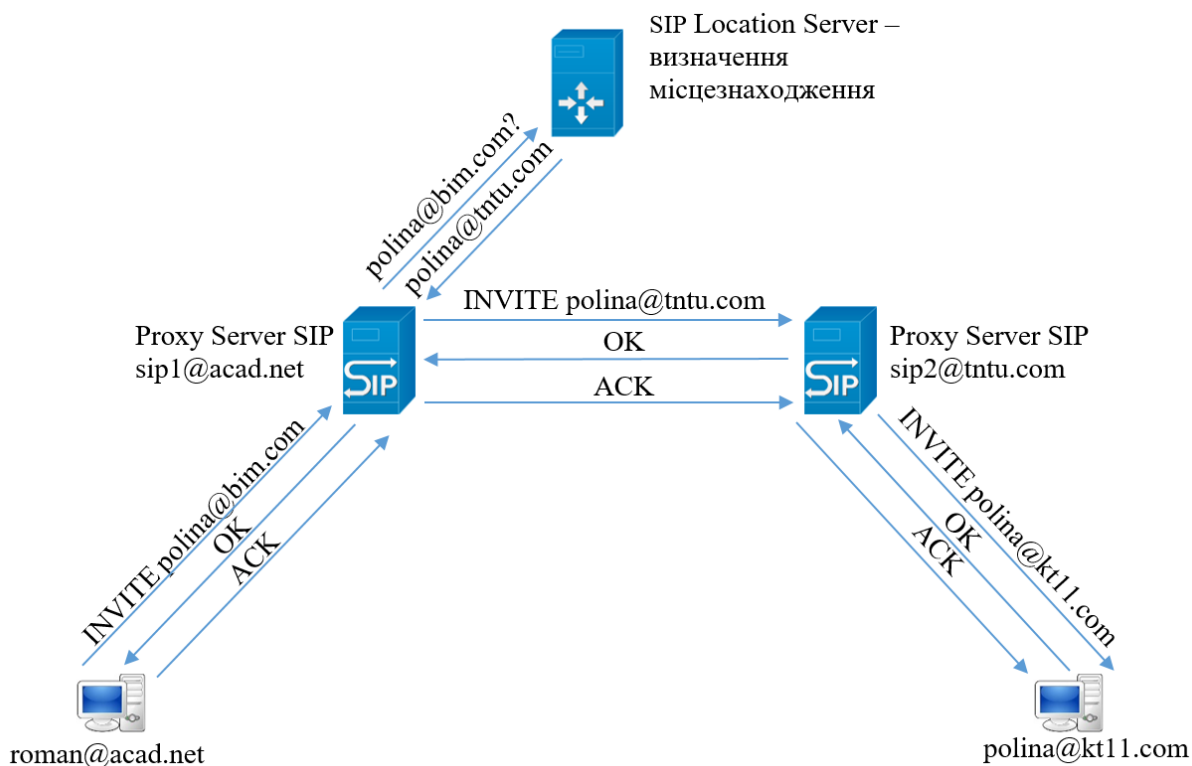 SIP Location Server –
визначення
місцезнаходження
polina@bim.com?
polina@tntu.com
INVITE polina@tntu.com
Proxy Server SIP
sip1@acad.net
SIP
OK
ACK
SIP
Proxy Server SIP
sip2@tntu.com
INVITE polina@bim.com
OK
ACK
INVITE polina@kt11.com
OK
ACK
roman@acad.net
polina@kt11.com